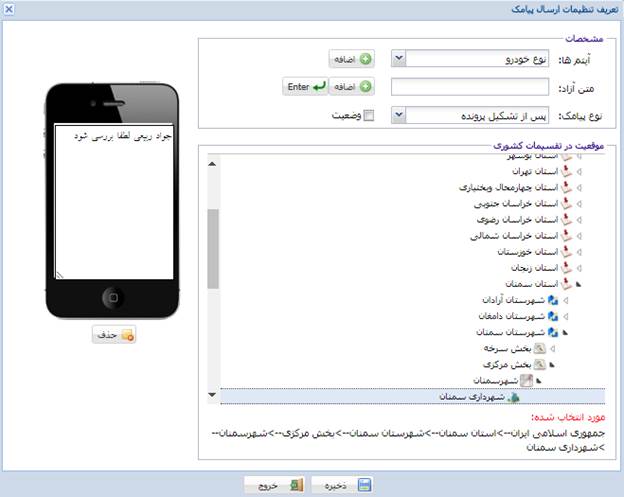 تعریف تنظیمات ارسال پیامک
مشخصات
آیتم ها: نوع خودرو اضافه
متن آزاد: اضافه Enter
نوع پیامک: پس از تشکیل پرونده وضعیت
موقعیت در تقسیمات کشوری
استان بوشهر
استان تهران
استان چهارمحال وبختیاری
استان خراسان جنوبی
استان خراسان رضوی
استان خراسان شمالی
استان خوزستان
استان زنجان
استان سمنان
شهرستان آرادان
شهرستان دامغان
شهرستان سمنان
بخش سرخه
بخش مرکزی
شهرسمنان
شهرداری سمنان
مورد انتخاب شده:
جمهوری اسلامی ایران-->استان سمنان-->شهرستان سمنان-->بخش مرکزی-->شهرسمنان--
>شهرداری سمنان
جواد ربیعی لطفا بررسی شود
حذف
ذخیره خروج